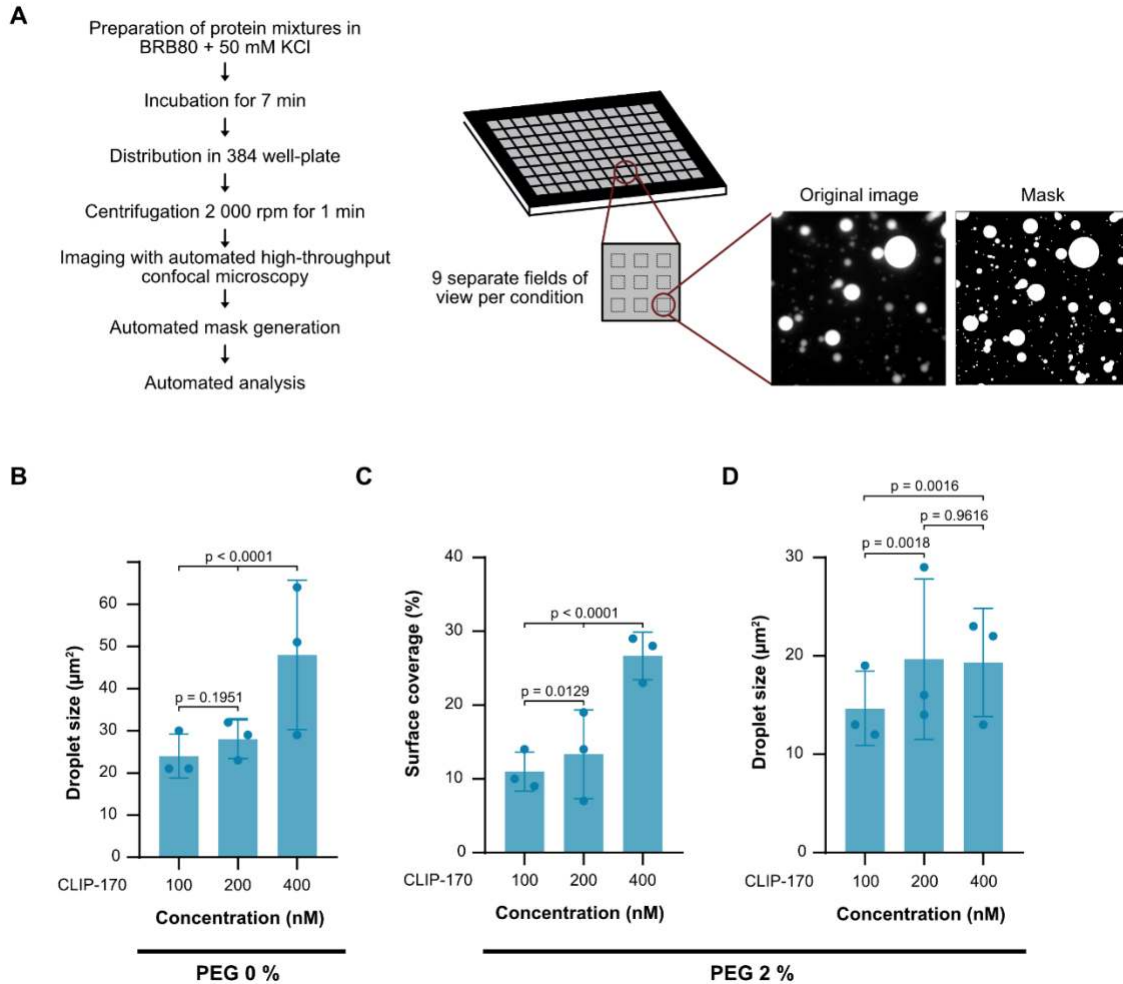 A
Preparation of protein mixtures in
BRB80 + 50 mM KCl
Incubation for 7 min
Distribution in 384 well-plate
Centrifugation 2 000 rpm for 1 min
Imaging with automated high-throughput
confocal microscopy
Automated mask generation
Automated analysis
9 separate fields of
view per condition
Original image
Mask
B
p < 0.0001
p = 0.1951
Droplet size (µm²)
60
50
40
30
20
10
0
CLIP-170
100
200
400
Concentration (nM)
PEG 0 %
C
p < 0.0001
p = 0.0129
Surface coverage (%)
40
30
20
10
0
CLIP-170
100
200
400
Concentration (nM)
D
p = 0.0016
p = 0.9616
p = 0.0018
Droplet size (µm²)
30
20
10
0
CLIP-170
100
200
400
Concentration (nM)
PEG 2 %